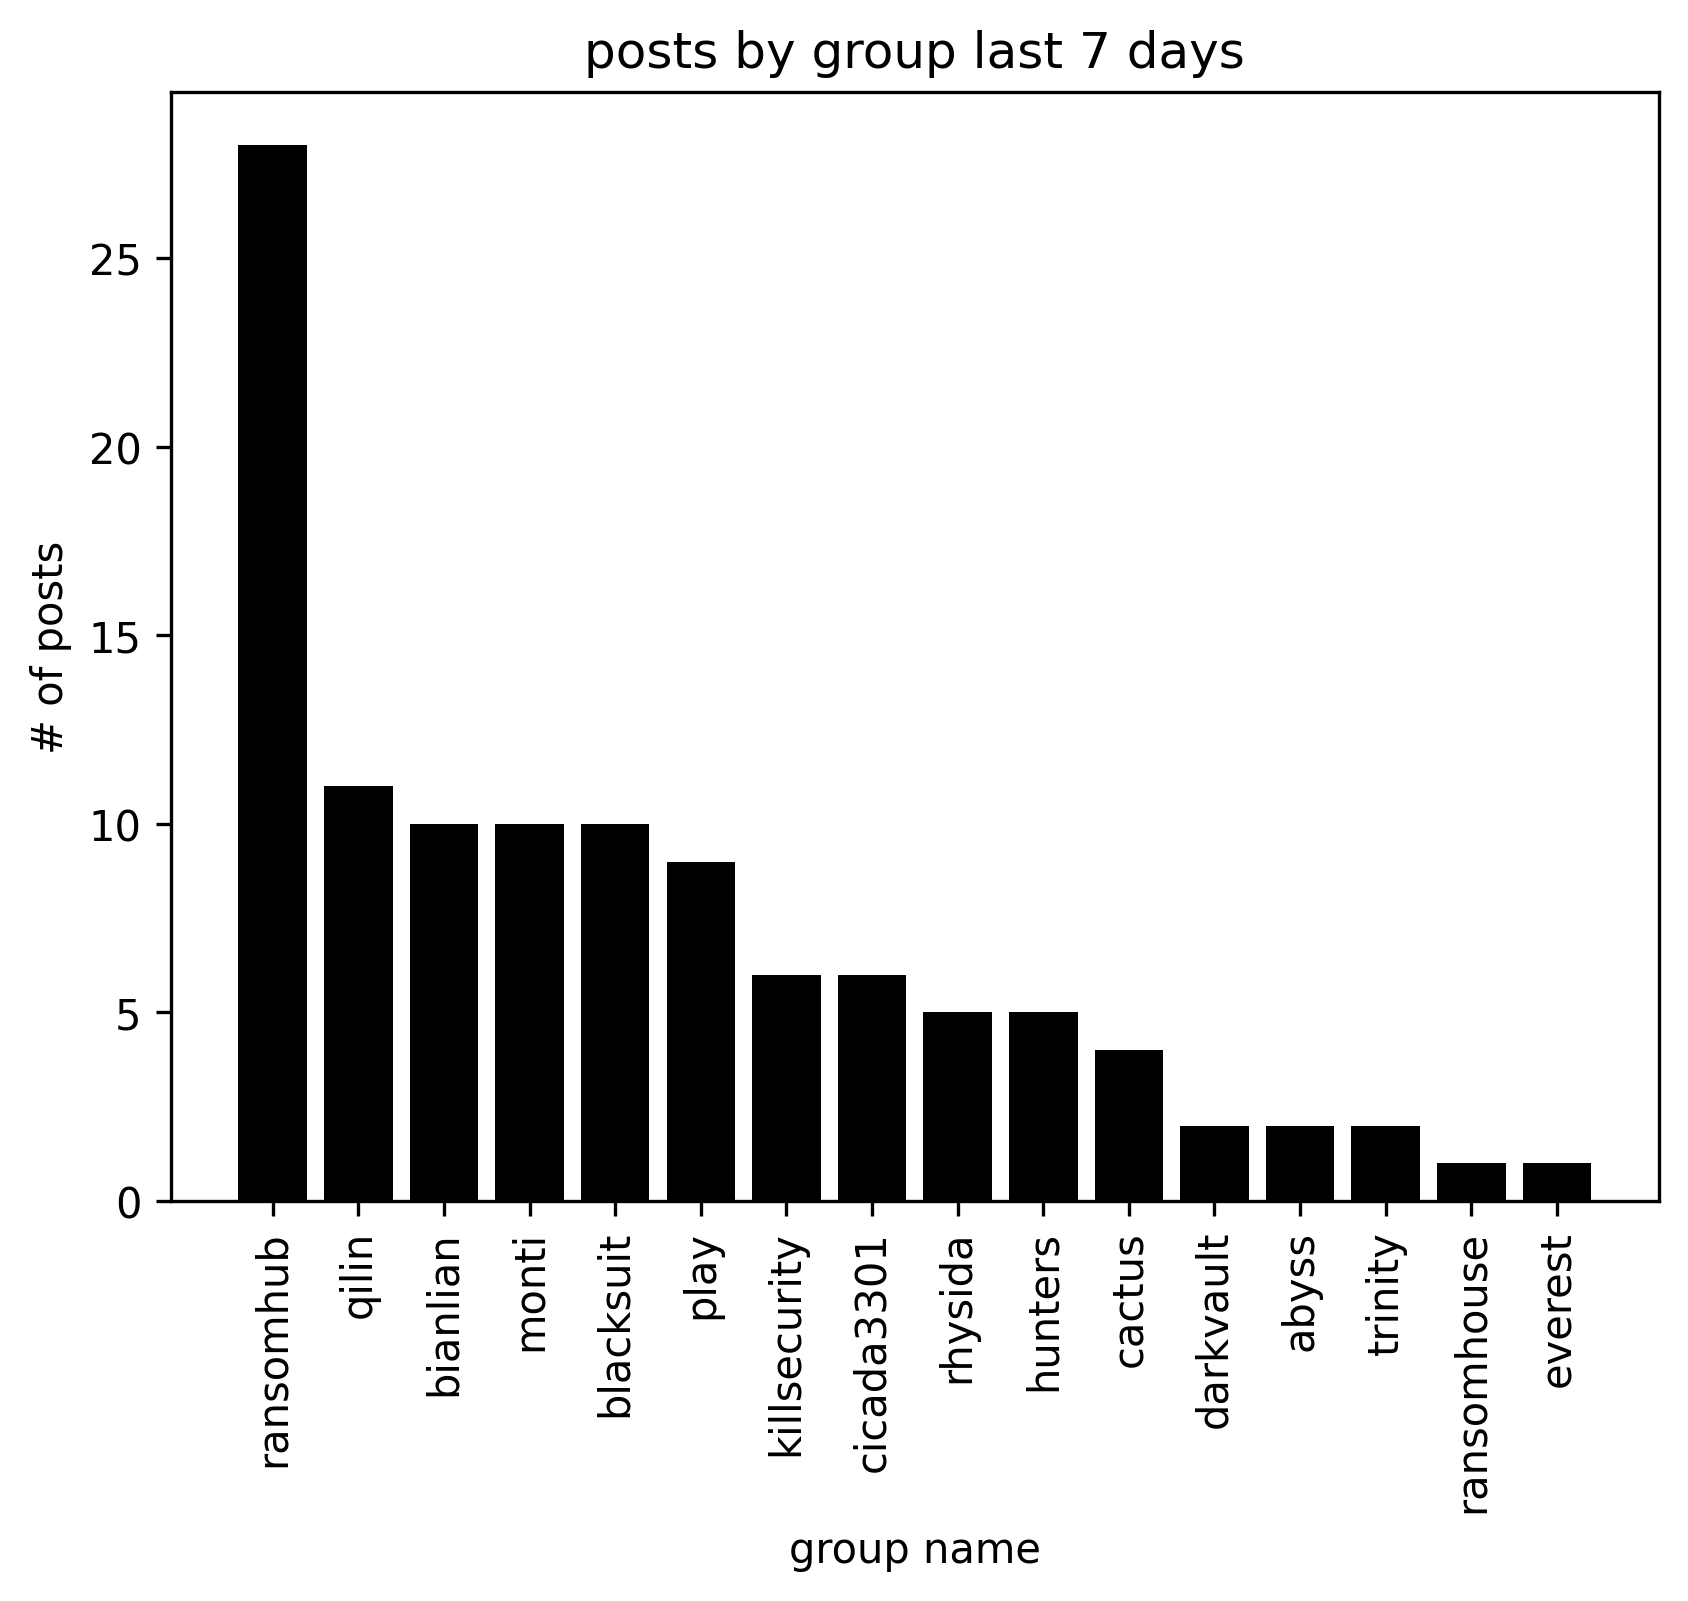 posts by group last 7 days
# of posts
25
20
15
10
5
0
ransomhub
qilin
bianlian
monti
blacksuit
play
killsecurity
cicada3301
rhysida
hunters
cactus
darkvault
abyss
trinity
ransomhouse
everest
group name